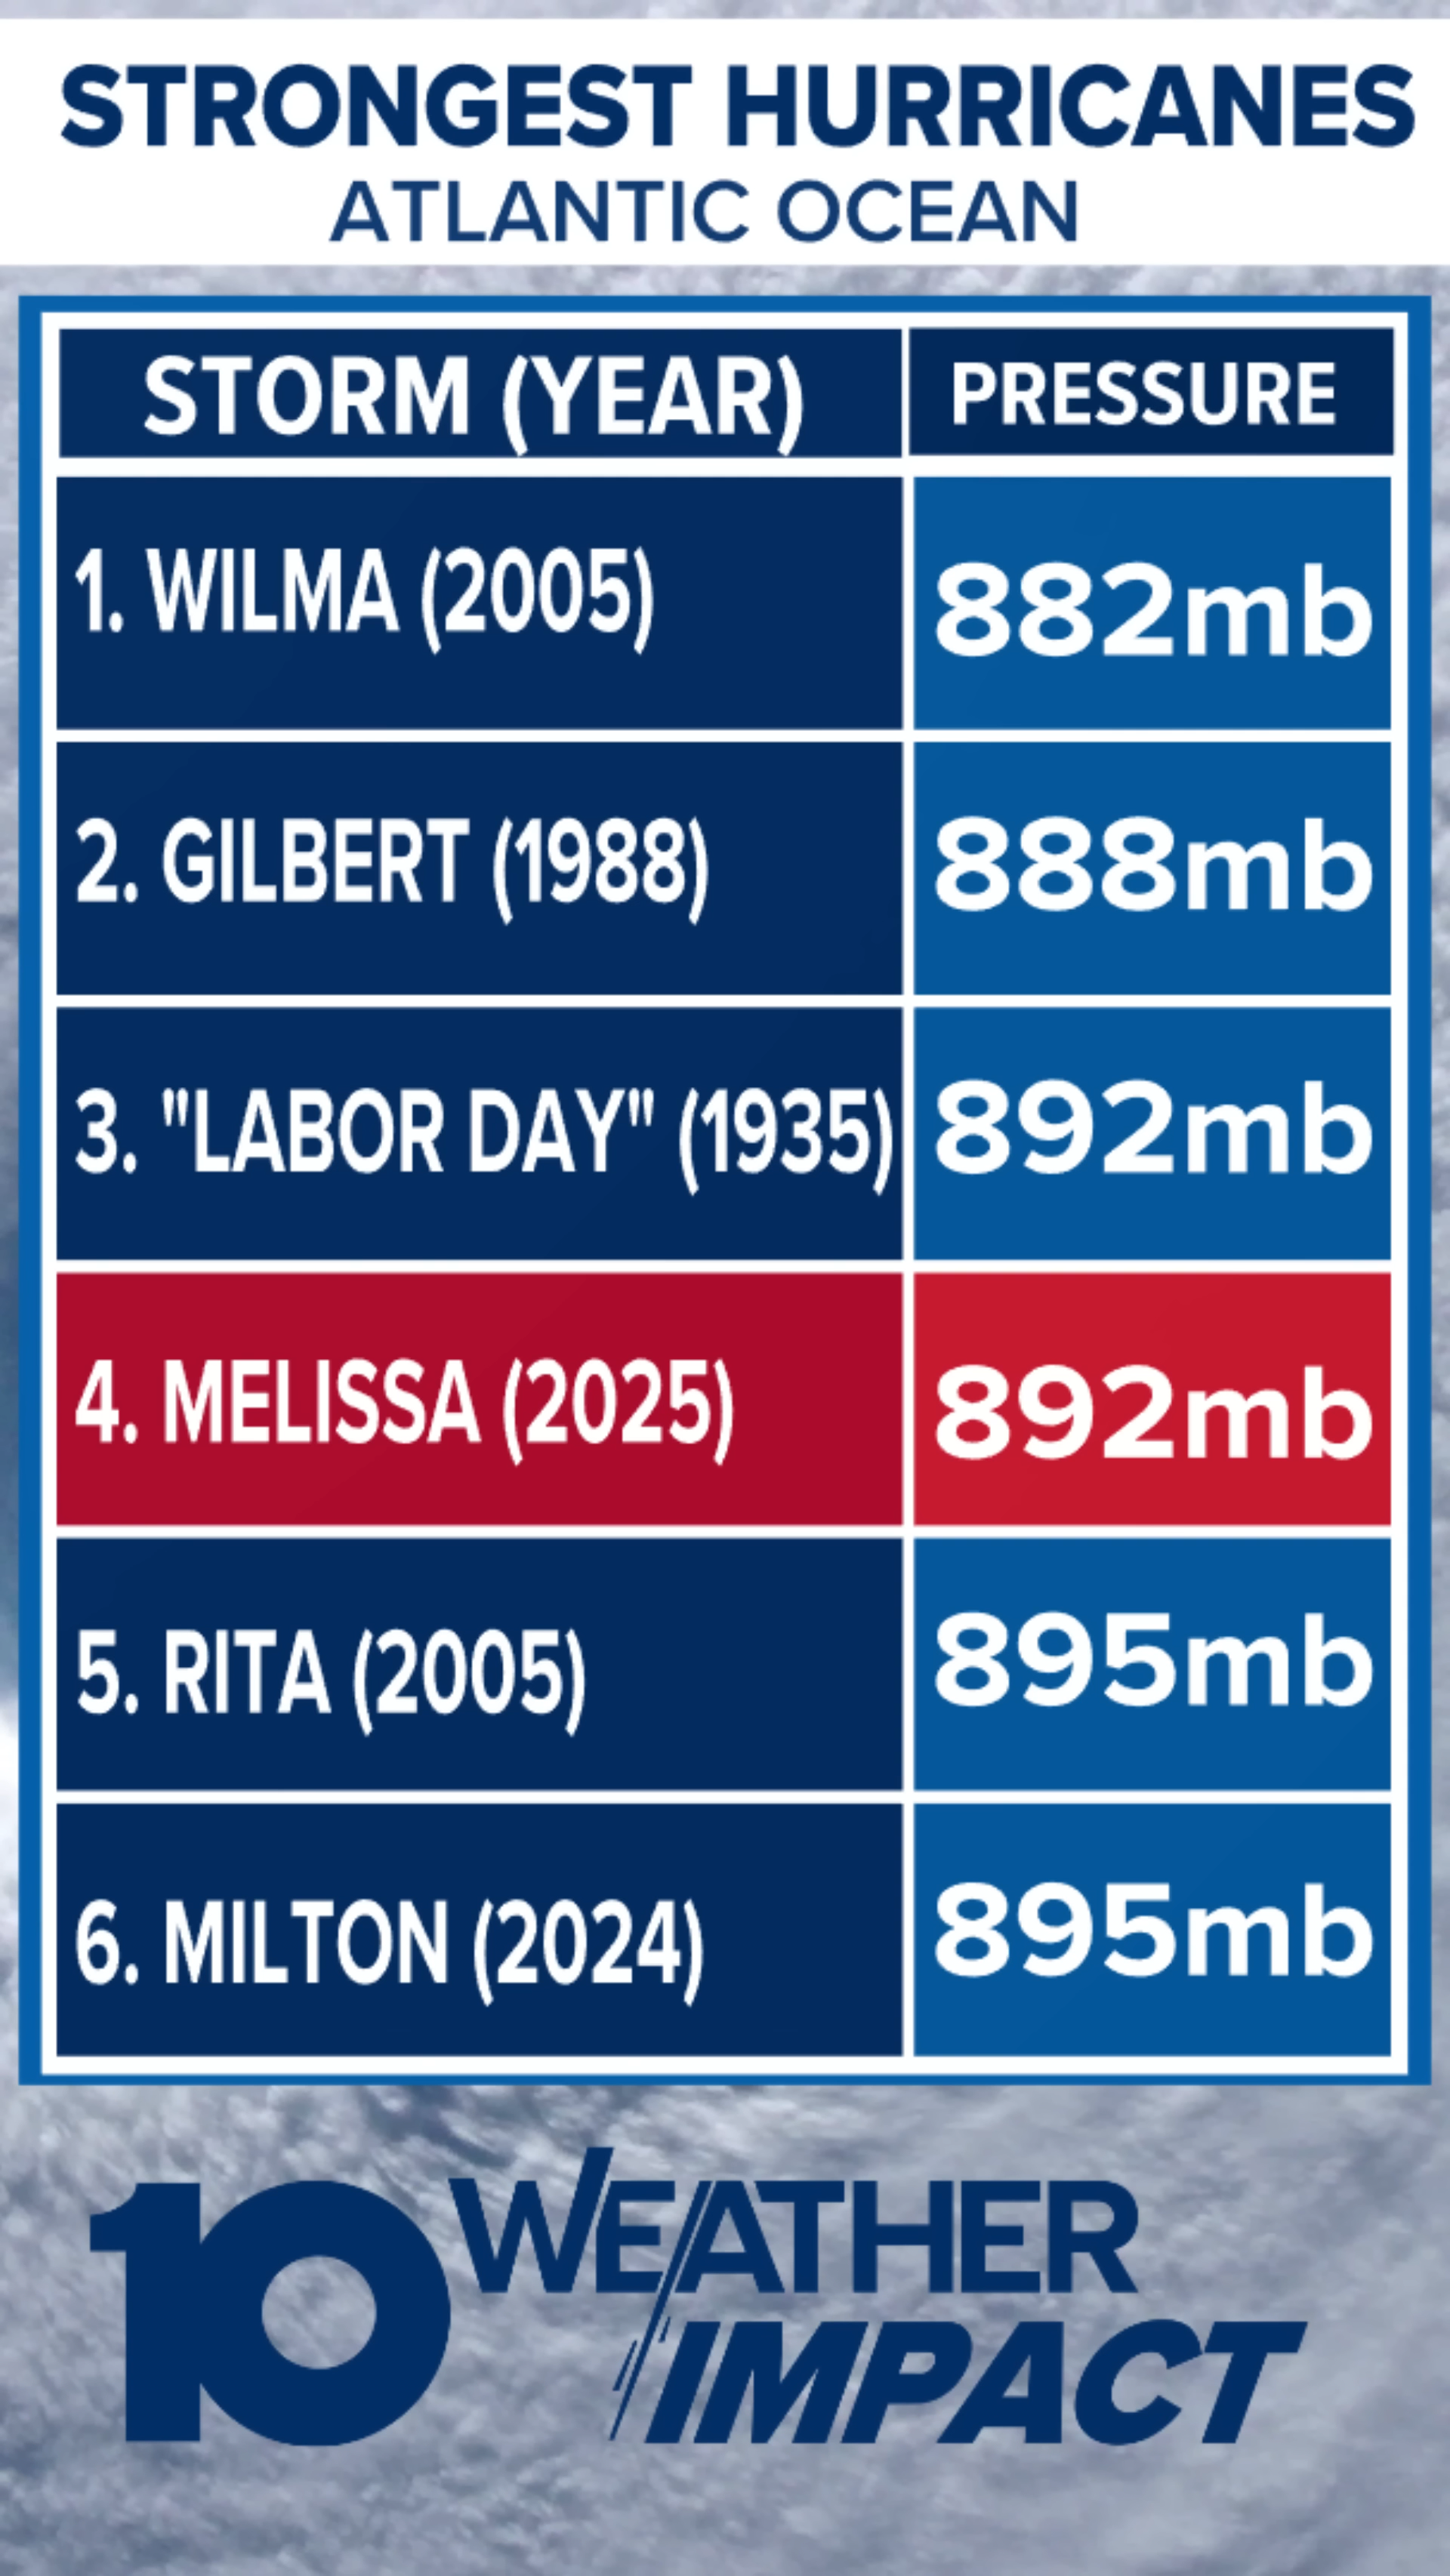 STRONGEST HURRICANES
ATLANTIC OCEAN
STORM (YEAR) PRESSURE
1. WILMA (2005) 882mb
2. GILBERT (1988) 888mb
3. "LABOR DAY" (1935) 892mb
4. MELISSA (2025) 892mb
5. RITA (2005) 895mb
6. MILTON (2024) 895mb
10 WEATHER
IMPACT